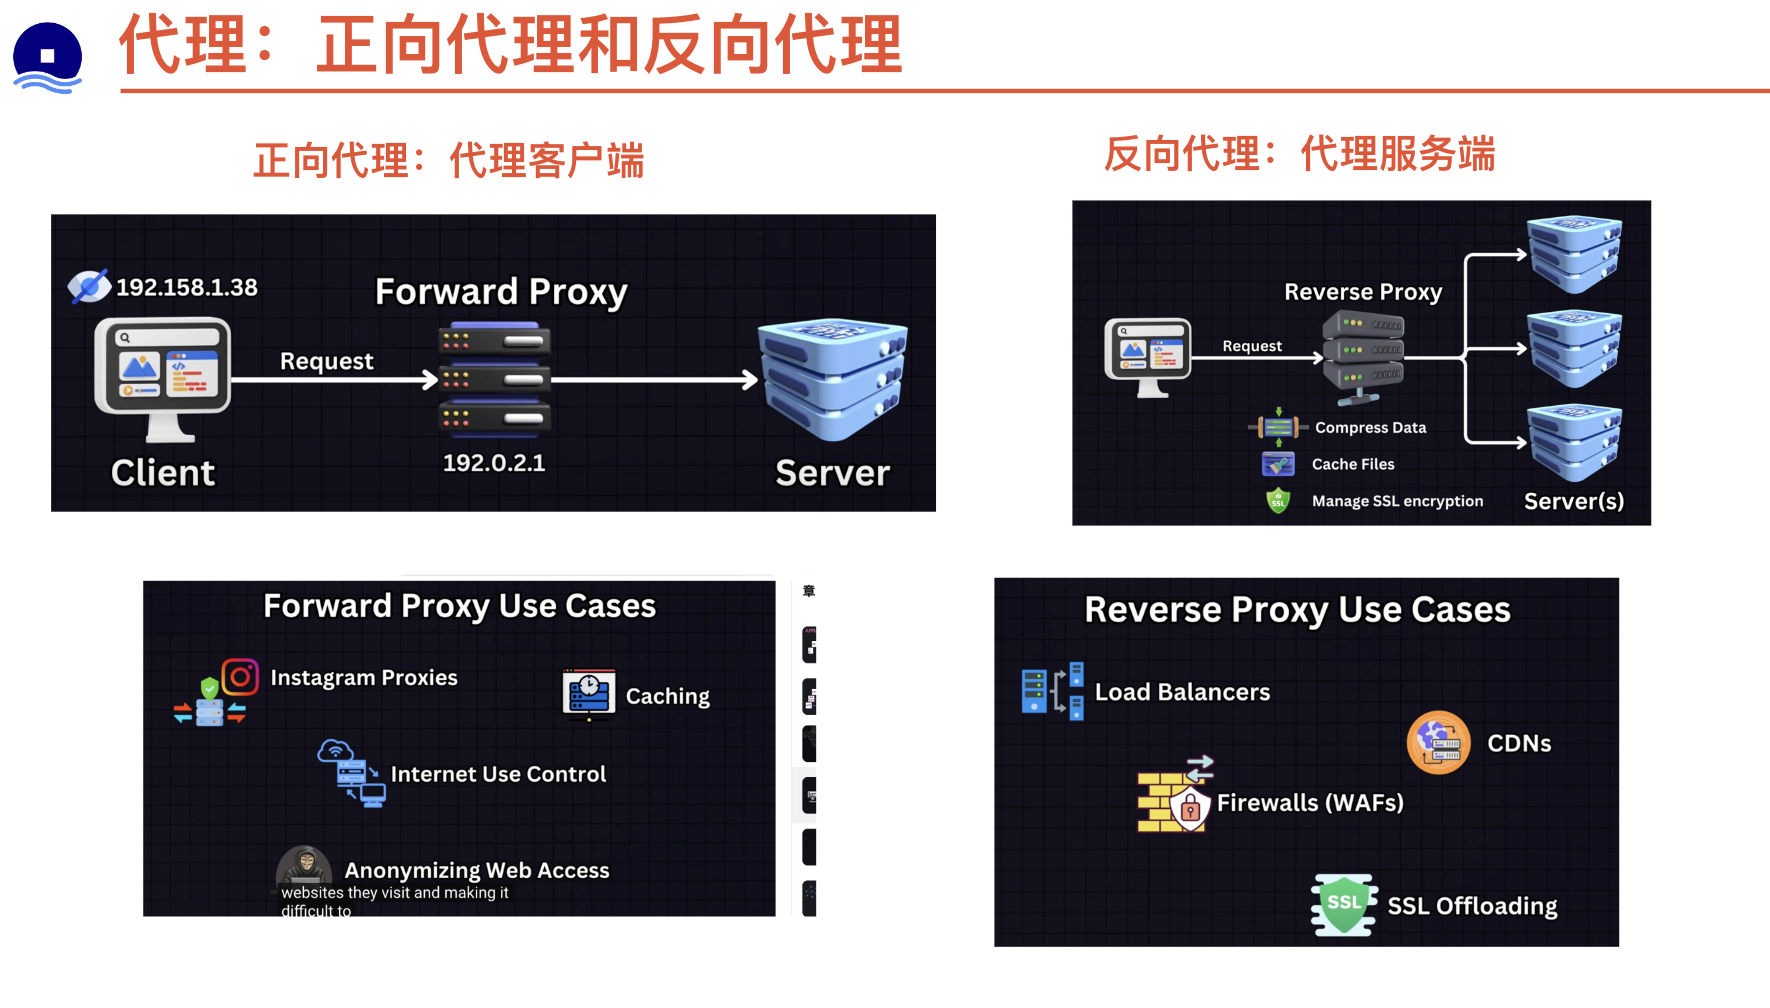 代理：正向代理和反向代理
正向代理：代理客户端
192.158.1.38
Forward Proxy
Request
192.0.2.1
Client
Server
反向代理：代理服务端
Reverse Proxy
Request
Compress Data
Cache Files
SSL
Manage SSL encryption
Server(s)
Forward Proxy Use Cases
Instagram Proxies
Caching
Internet Use Control
Anonymizing Web Access
websites they visit and making it
difficult to
章
Reverse Proxy Use Cases
Load Balancers
CDNs
Firewalls (WAFs)
SSL
SSL Offloading